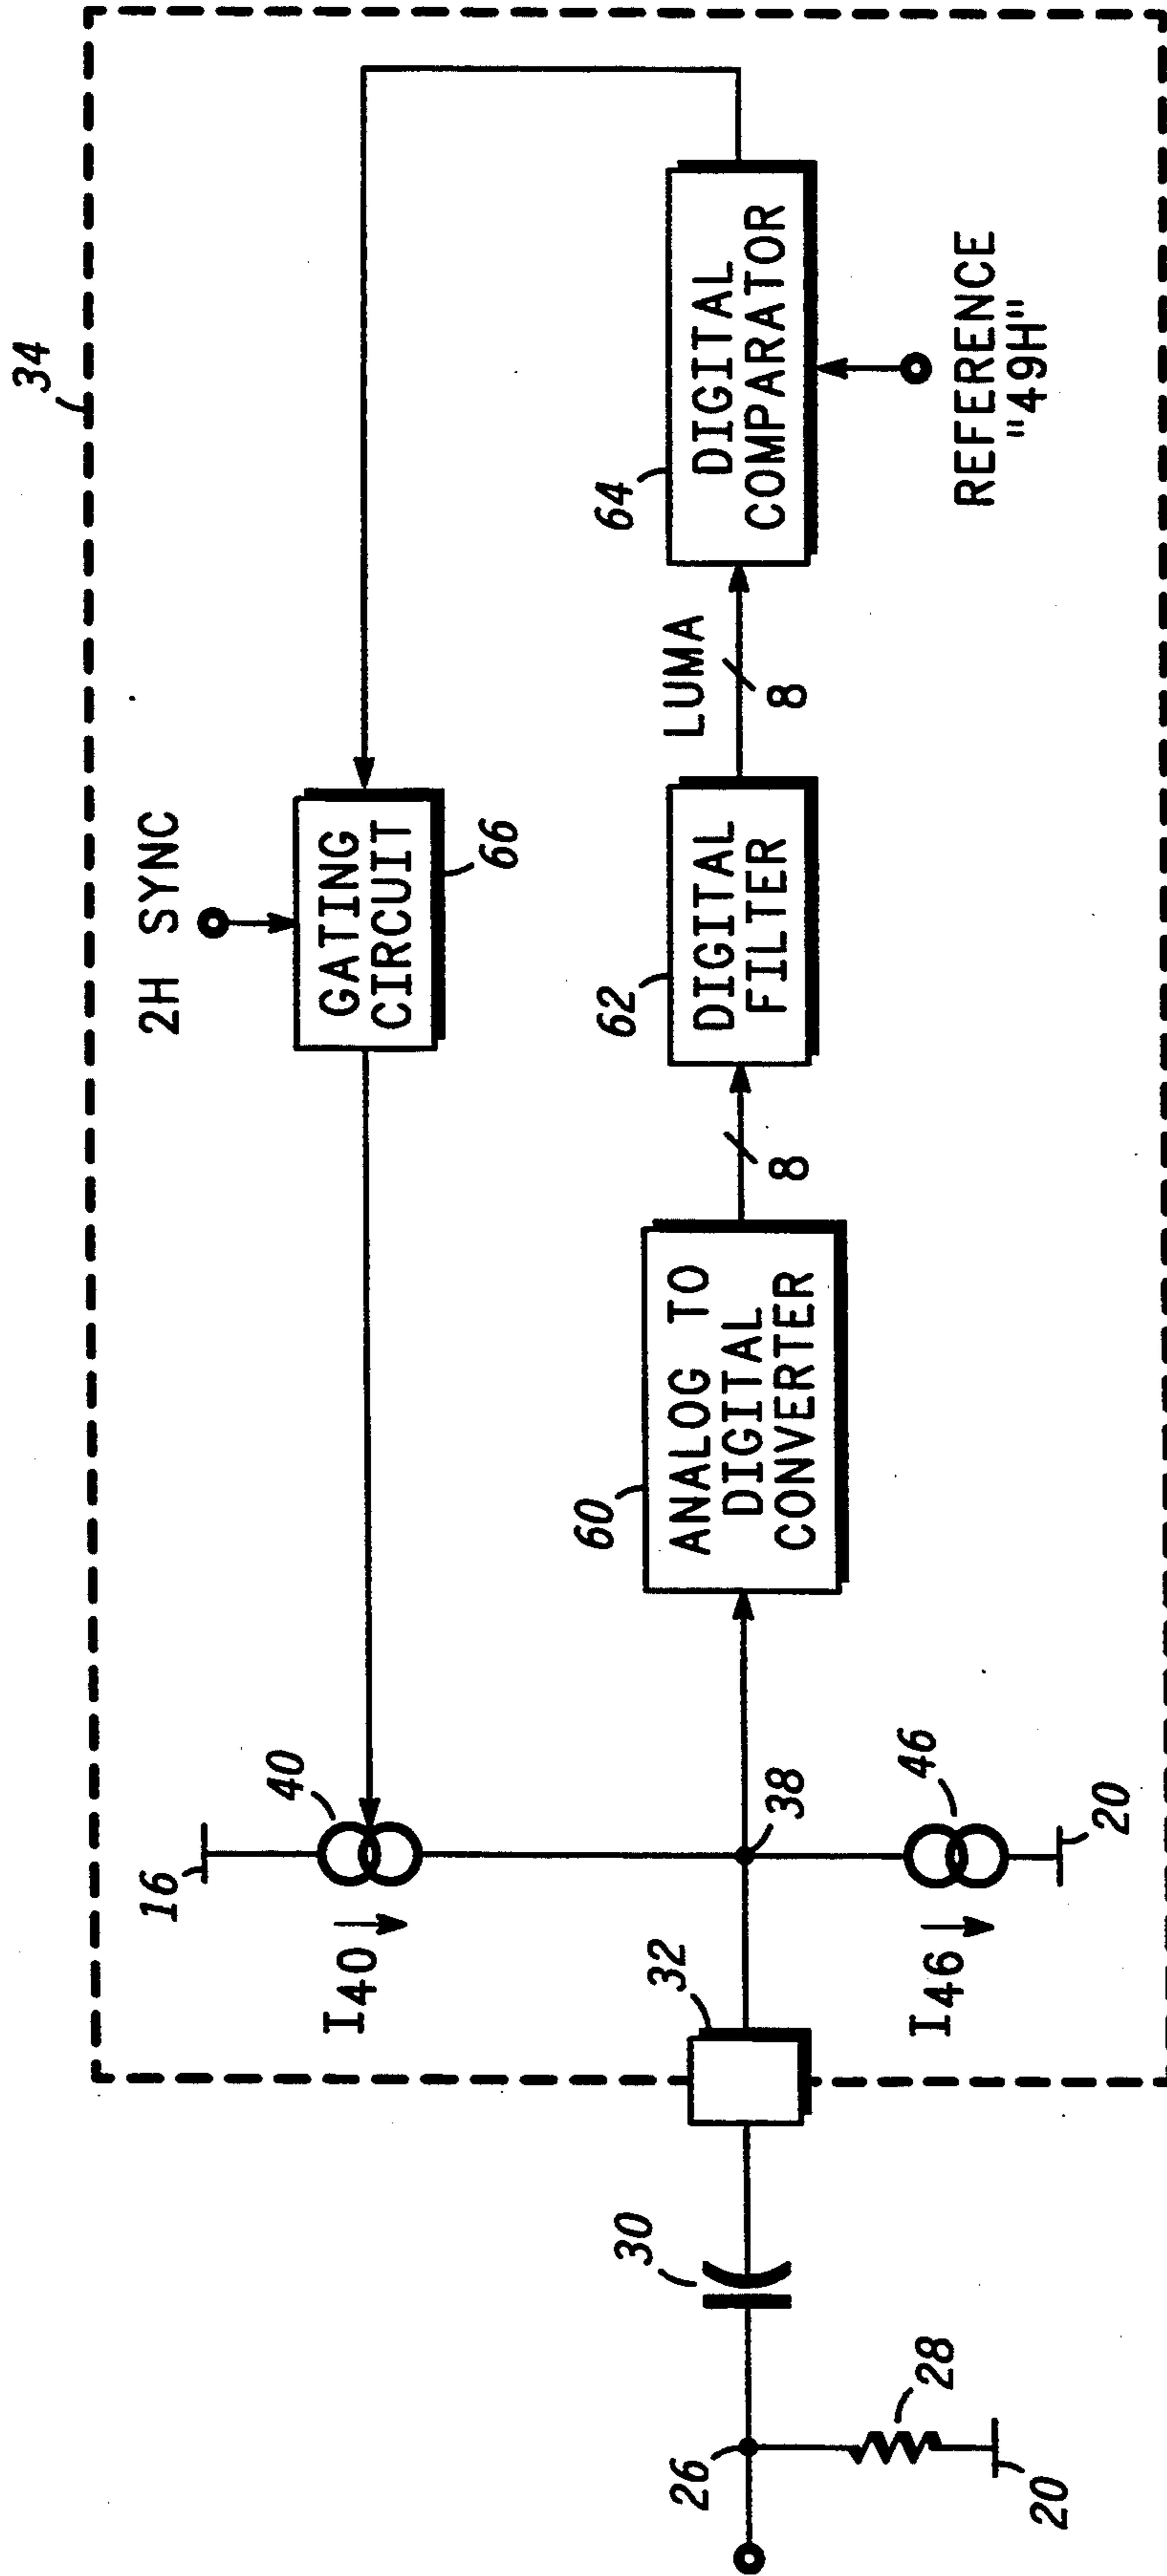 34
2H SYNC
GATING
CIRCUIT
66
16
40
I40
60
ANALOG TO
DIGITAL
CONVERTER
8
62
DIGITAL
FILTER
LUMA
8
64
DIGITAL
COMPARATOR
REFERENCE
"49H"
26
28
20
30
32
38
46
I46
20